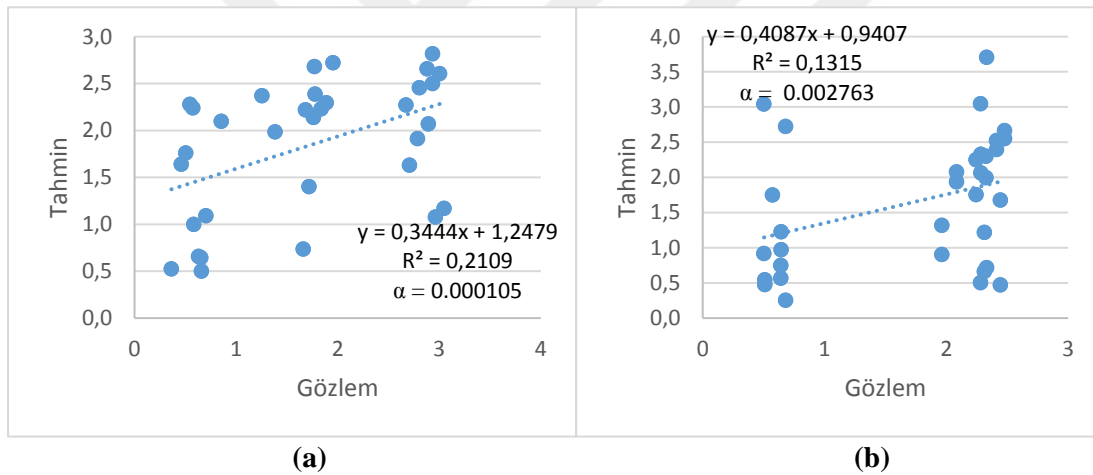 3,0
2,5
2,0
1,5
1,0
0,5
0,0
Tahmin
y = 0,3444x + 1,2479
R² = 0,2109
α = 0.000105
0 1 2 3 4
Gözlem
(a)
y = 0,4087x + 0,9407
R² = 0,1315
α = 0.002763
4,0
3,5
3,0
2,5
2,0
1,5
1,0
0,5
0,0
Tahmin
0 1 2 3
Gözlem
(b)